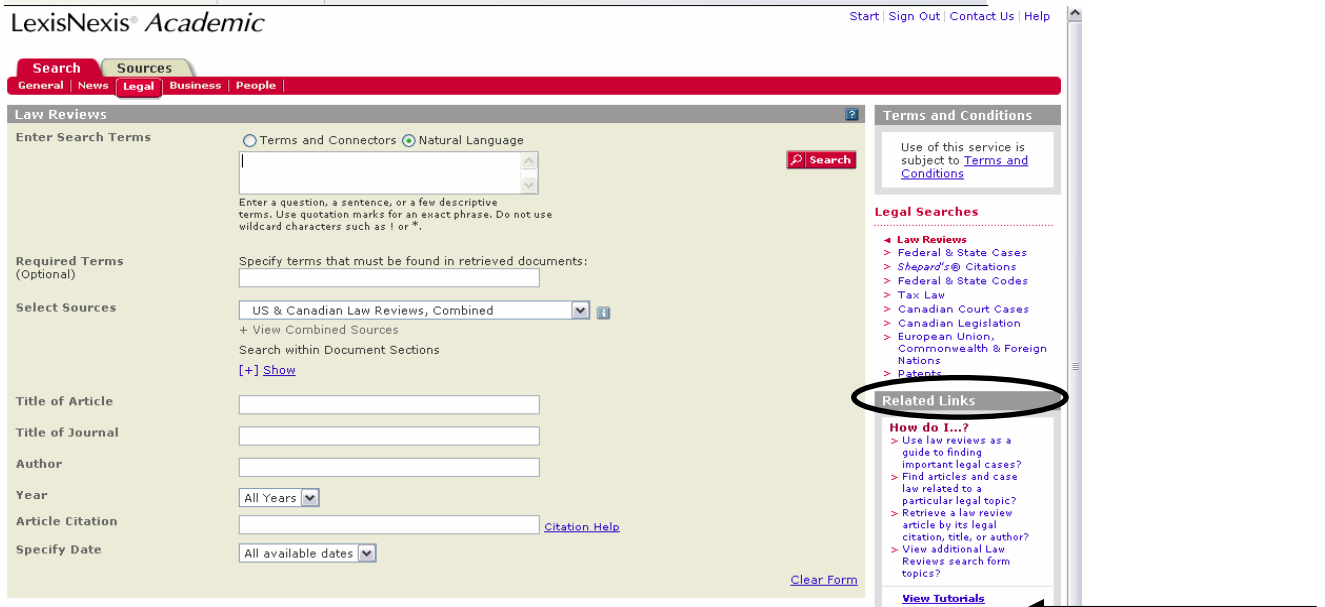 LexisNexis® Academic
Start | Sign Out | Contact Us | Help
Search Sources
General | News | Legal | Business | People |
Law Reviews
Enter Search Terms
Terms and Connectors Natural Language
Search
Enter a question, a sentence, or a few descriptive
terms. Use quotation marks for an exact phrase. Do not use
wildcard characters such as ! or *.
Required Terms
(Optional)
Specify terms that must be found in retrieved documents:
Select Sources
US & Canadian Law Reviews, Combined
+ View Combined Sources
Search within Document Sections
[+] Show
Title of Article
Title of Journal
Author
Year
All Years
Article Citation
Citation Help
Specify Date
All available dates
Clear Form
Terms and Conditions
Use of this service is
subject to Terms and
Conditions
Legal Searches
Law Reviews
> Federal & State Cases
> Shepard's® Citations
> Federal & State Codes
> Tax Law
> Canadian Court Cases
> Canadian Legislation
> European Union,
Commonwealth & Foreign
Nations
> Patents
Related Links
How do I...?
> Use law reviews as a
guide to finding
important legal cases?
> Find articles and case
law related to a
particular legal topic?
> Retrieve a law review
article by its legal
citation, title, or author?
> View additional Law
Reviews search form
topics?
View Tutorials